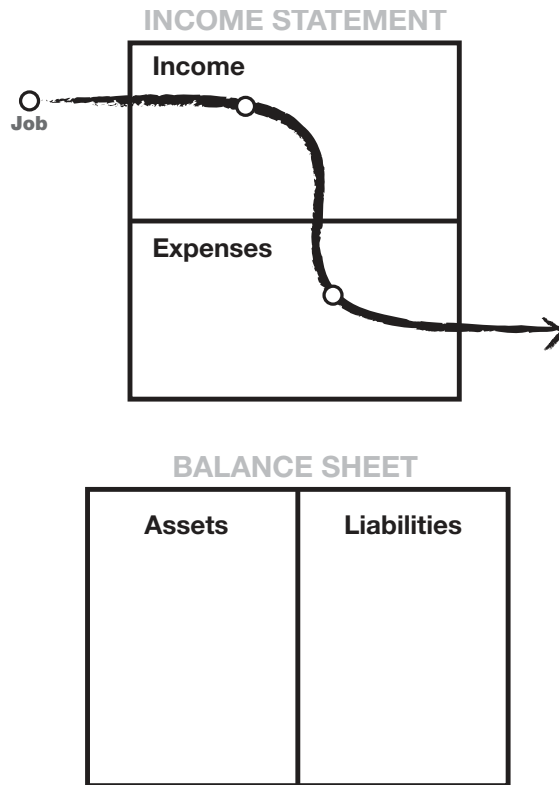 INCOME STATEMENT
Income
Job
Expenses
BALANCE SHEET
Assets
Liabilities